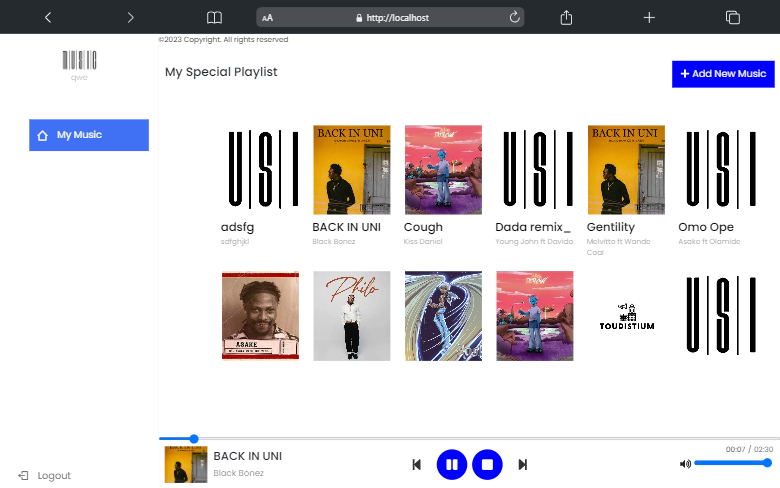 AA
http://localhost
MUSIC
qwe
©2023 Copyright. All rights reserved
My Special Playlist
+ Add New Music
My Music
USI
BACK IN UNI
USI
BACK IN UNI
USI
adsfg
BACK IN UNI
Cough
Dada remix_
Gentility
Omo Ope
sdfghjkl
Black Bonez
Kiss Daniel
Young John ft Davido
Melvitto ft Wande
Coal
Asake ft Olamide
ASAKE
Philo
TOURISTIUM
USI
BACK IN UNI
Black Bonez
00:07 / 02:30
Logout